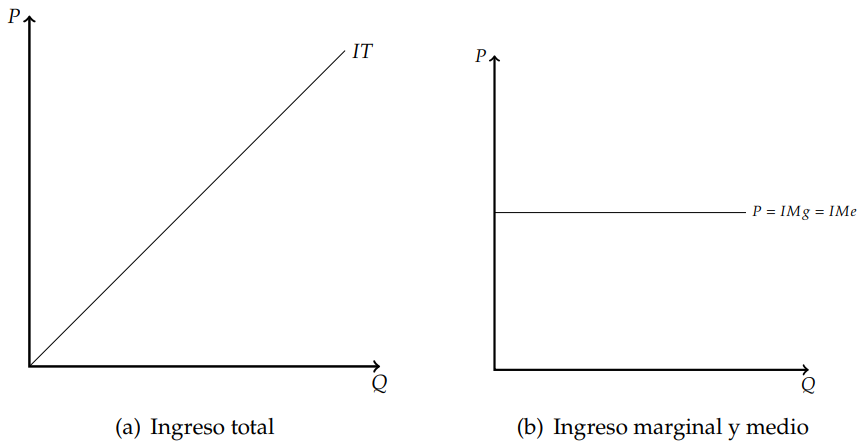 P
IT
Q
(a) Ingreso total
P
P = IMg = IMe
Q
(b) Ingreso marginal y medio